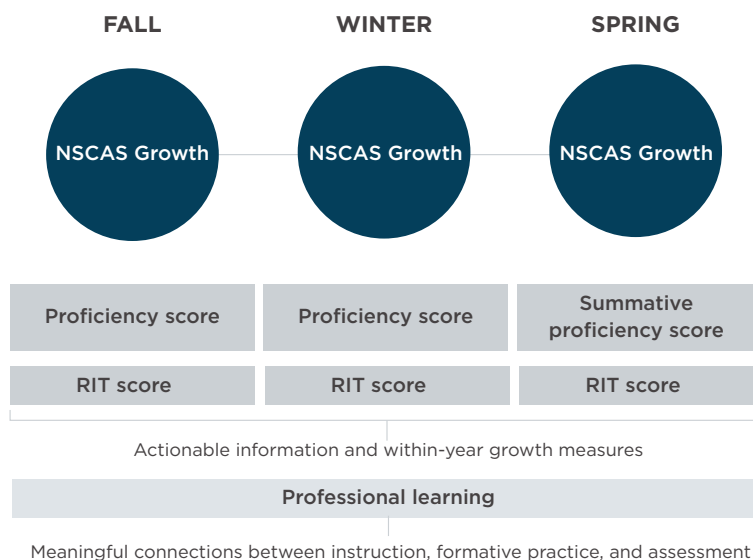 FALL WINTER SPRING
NSCAS Growth NSCAS Growth NSCAS Growth
Proficiency score Proficiency score Summative
proficiency score
RIT score RIT score RIT score
Actionable information and within-year growth measures
Professional learning
Meaningful connections between instruction, formative practice, and assessment